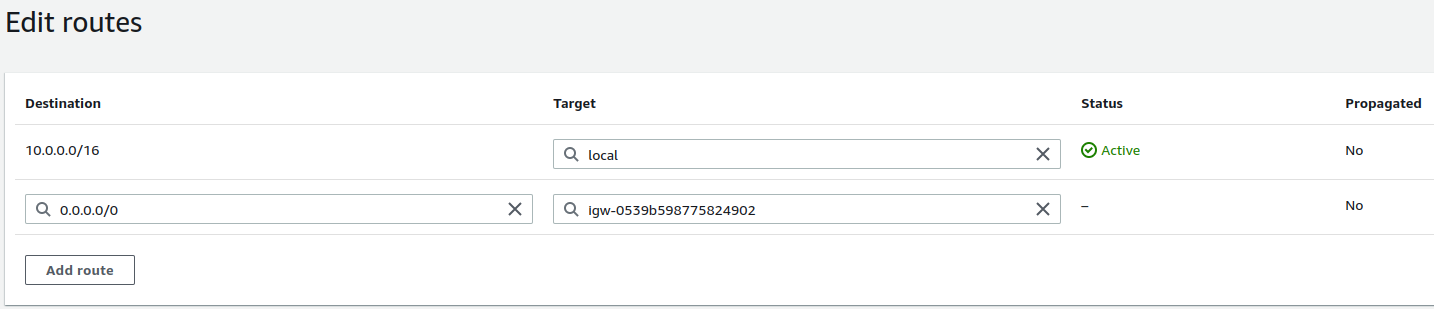 Edit routes
Destination Target Status Propagated
10.0.0.0/16 local Active No
0.0.0.0/0 igw-0539b598775824902 – No
Add route